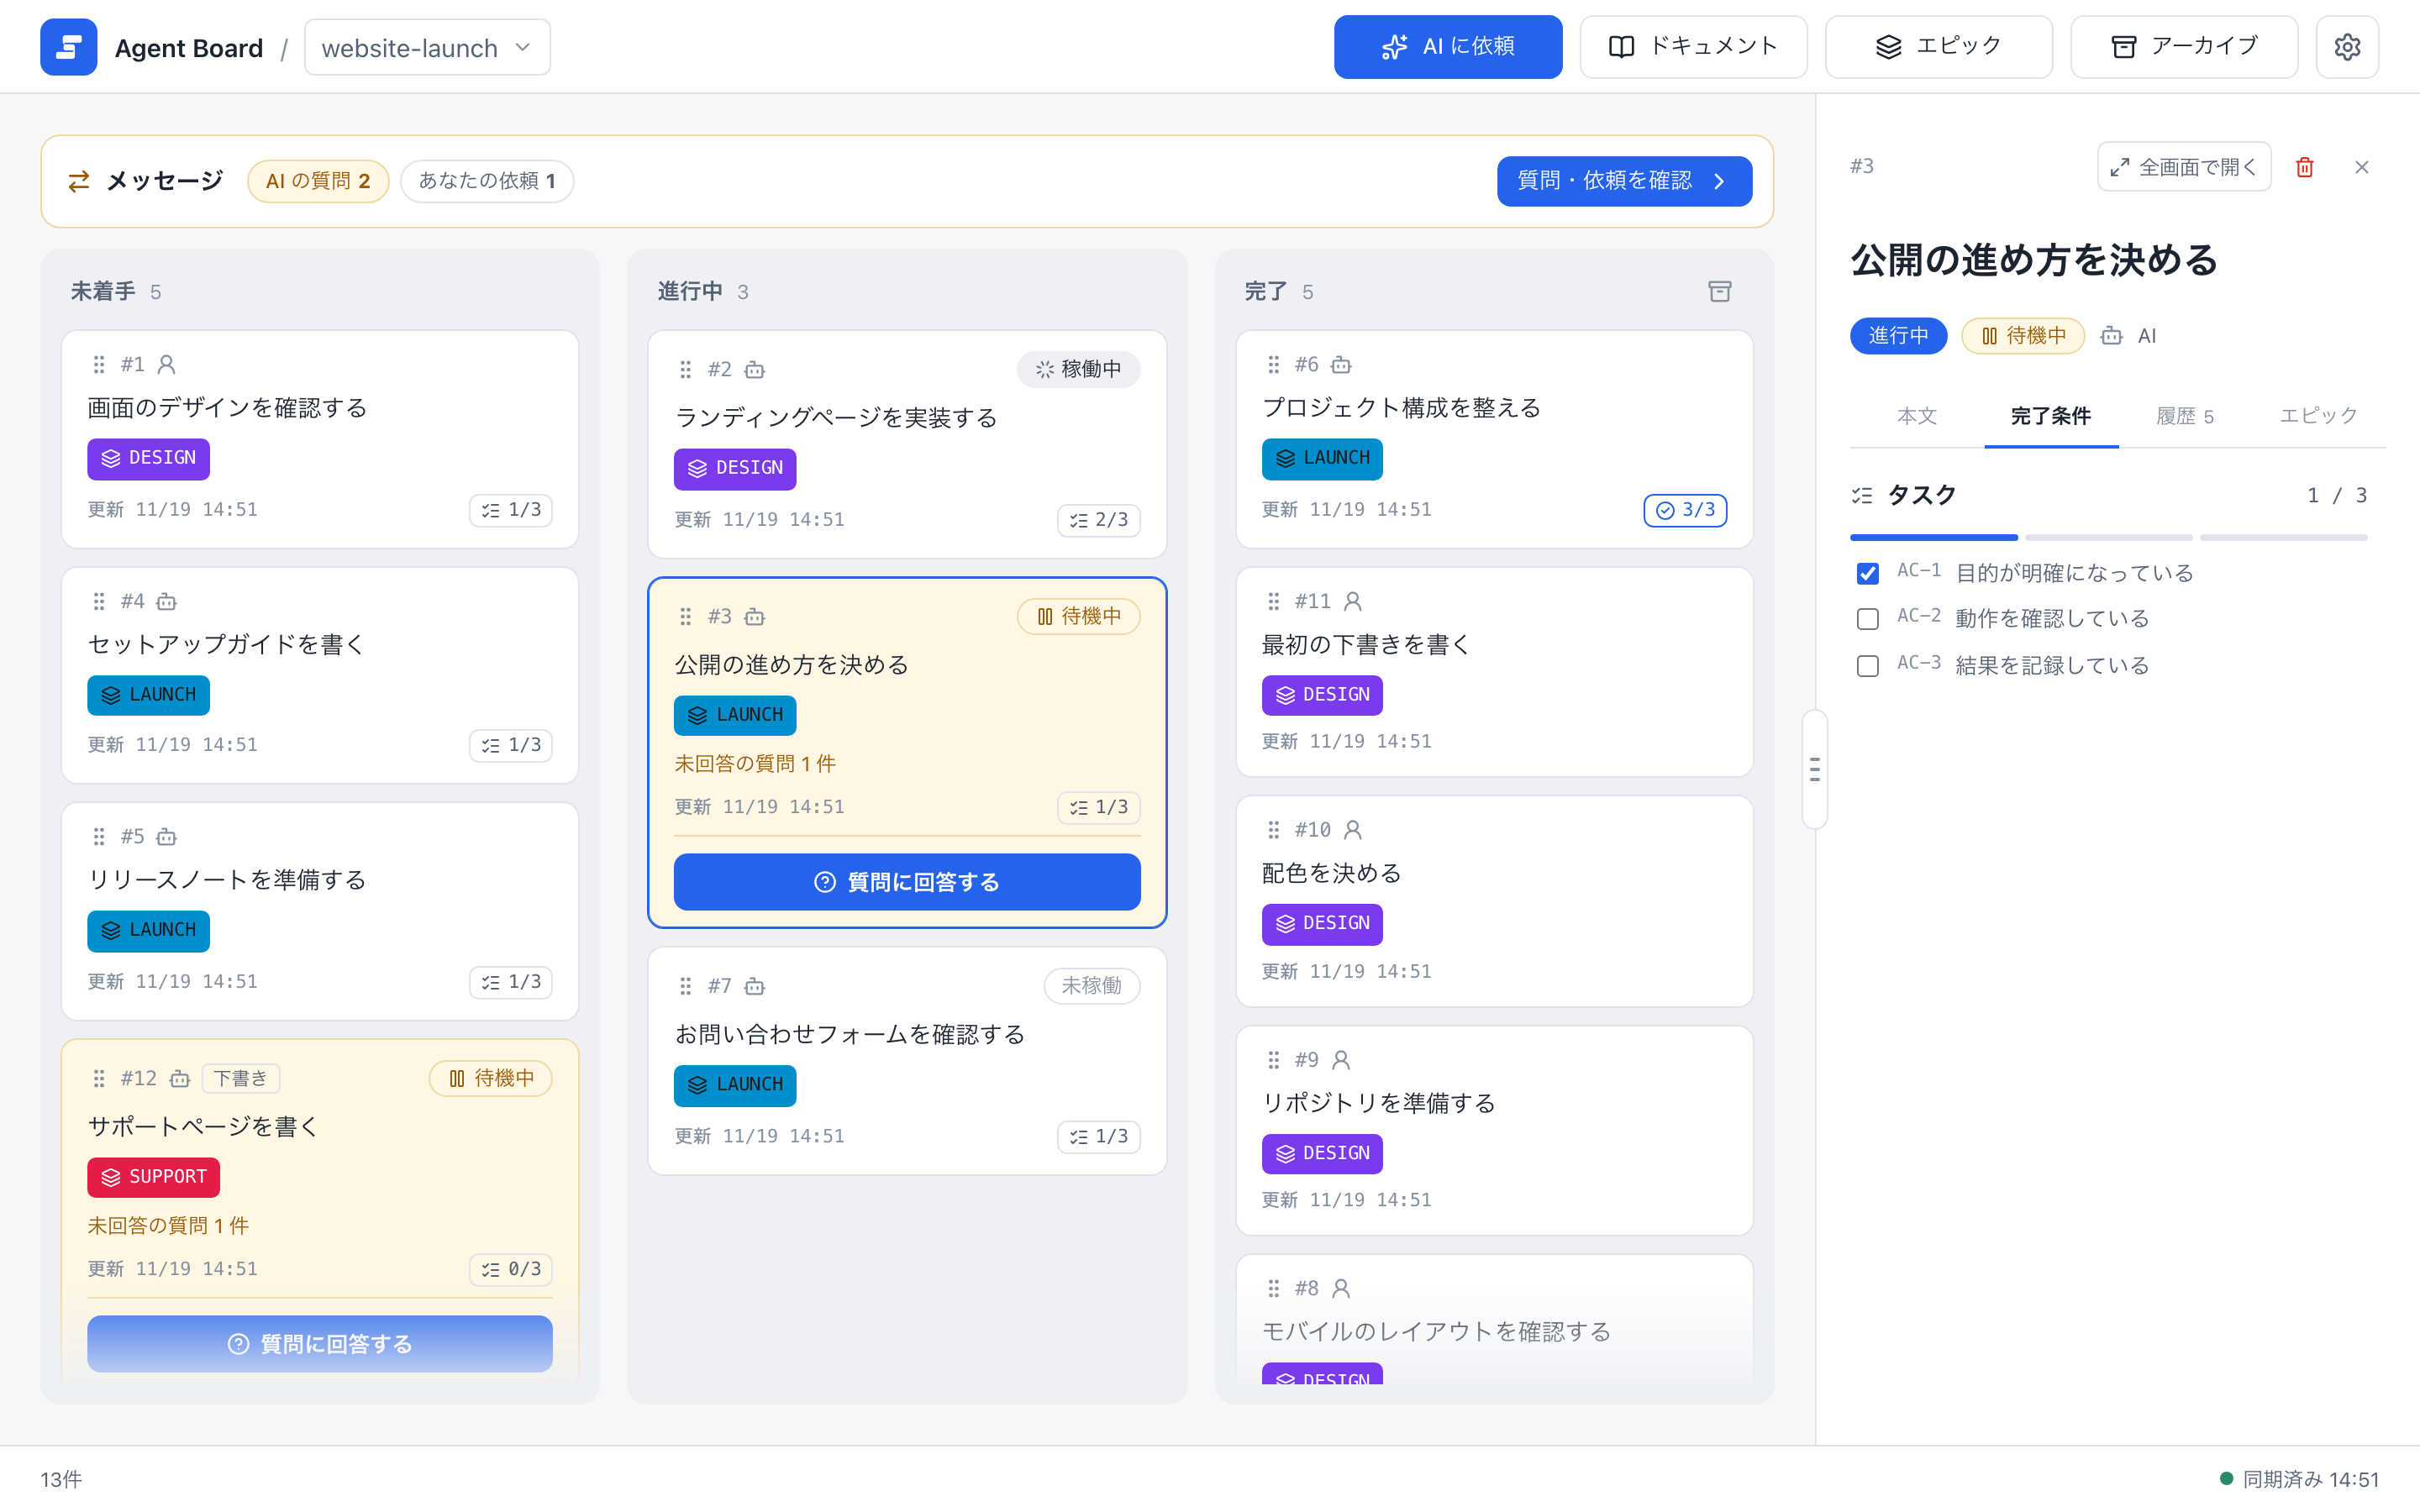 Agent Board / website-launch
AI に依頼
ドキュメント
エピック
アーカイブ
メッセージ
AI の質問 2
あなたの依頼 1
質問・依頼を確認
未着手 5
#1
画面のデザインを確認する
DESIGN
更新 11/19 14:51
1/3
#4
セットアップガイドを書く
LAUNCH
更新 11/19 14:51
1/3
#5
リリースノートを準備する
LAUNCH
更新 11/19 14:51
1/3
#12 下書き 待機中
サポートページを書く
SUPPORT
未回答の質問 1 件
更新 11/19 14:51
0/3
質問に回答する
進行中 3
#2 稼働中
ランディングページを実装する
DESIGN
更新 11/19 14:51
2/3
#3 待機中
公開の進め方を決める
LAUNCH
未回答の質問 1 件
更新 11/19 14:51
1/3
質問に回答する
#7 未稼働
お問い合わせフォームを確認する
LAUNCH
更新 11/19 14:51
1/3
完了 5
#6
プロジェクト構成を整える
LAUNCH
更新 11/19 14:51
3/3
#11
最初の下書きを書く
DESIGN
更新 11/19 14:51
#10
配色を決める
DESIGN
更新 11/19 14:51
#9
リポジトリを準備する
DESIGN
更新 11/19 14:51
#8
モバイルのレイアウトを確認する
DESIGN
#3
全画面で開く
公開の進め方を決める
進行中 待機中 AI
本文 完了条件 履歴 5 エピック
タスク 1 / 3
AC-1 目的が明確になっている
AC-2 動作を確認している
AC-3 結果を記録している
13件
同期済み 14:51